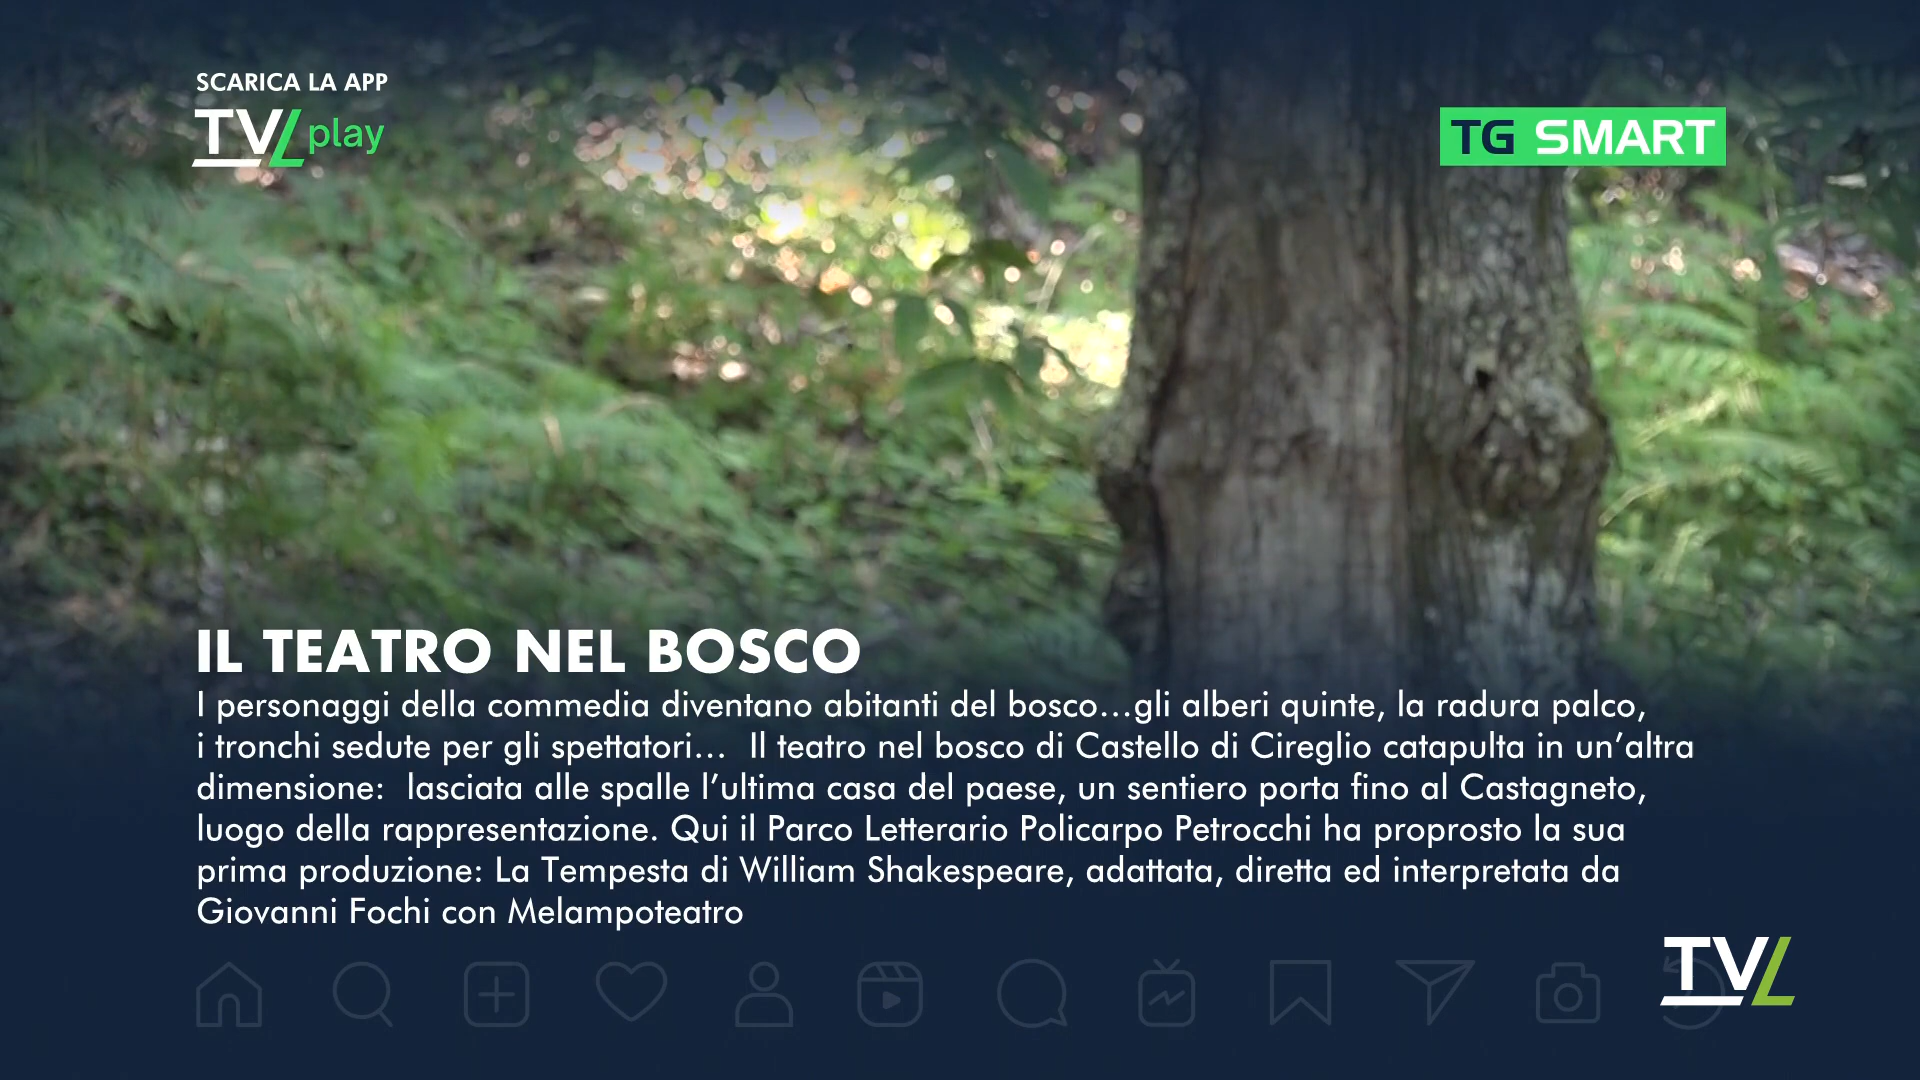 SCARICA LA APP
TVL play
TG SMART
IL TEATRO NEL BOSCO
I personaggi della commedia diventano abitanti del bosco...gli alberi quinte, la radura palco,
i tronchi sedute per gli spettatori...  Il teatro nel bosco di Castello di Cireglio catapulta in un’altra
dimensione:  lasciata alle spalle l’ultima casa del paese, un sentiero porta fino al Castagneto,
luogo della rappresentazione. Qui il Parco Letterario Policarpo Petrocchi ha proprosto la sua
prima produzione: La Tempesta di William Shakespeare, adattata, diretta ed interpretata da
Giovanni Fochi con Melampoteatro
TVL